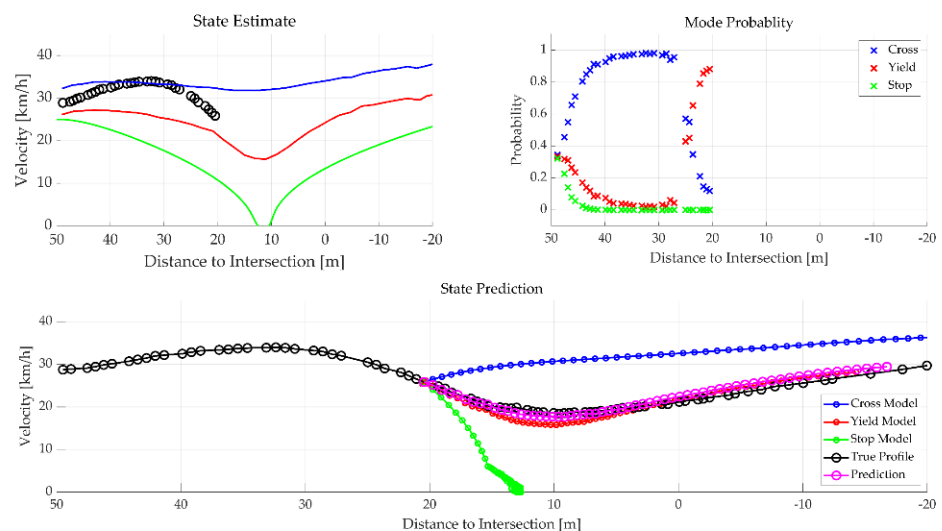 State Estimate
Velocity [km/h]
40
30
20
10
0
50 40 30 20 10 0 -10 -20
Distance to Intersection [m]
Mode Probablity
Probability
1
0.8
0.6
0.4
0.2
0
50 40 30 20 10 0 -10 -20
Distance to Intersection [m]
Cross
Yield
Stop
State Prediction
Velocity [km/h]
40
30
20
10
0
50 40 30 20 10 0 -10 -20
Distance to Intersection [m]
Cross Model
Yield Model
Stop Model
True Profile
Prediction